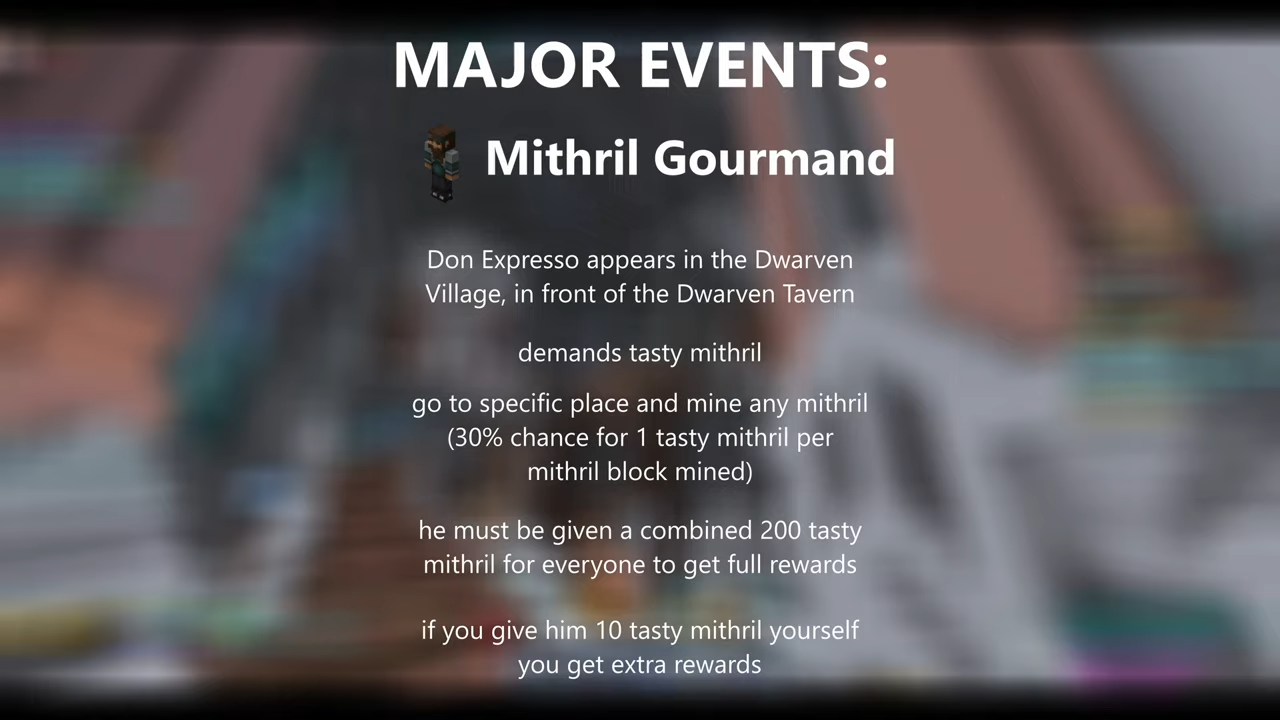 MAJOR EVENTS:
Mithril Gourmand
Don Expresso appears in the Dwarven
Village, in front of the Dwarven Tavern
demands tasty mithril
go to specific place and mine any mithril
(30% chance for 1 tasty mithril per
mithril block mined)
he must be given a combined 200 tasty
mithril for everyone to get full rewards
if you give him 10 tasty mithril yourself
you get extra rewards